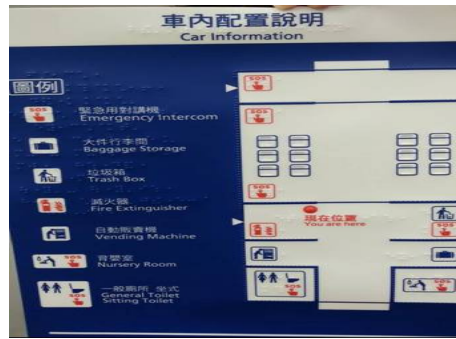 車內配置說明
Car Information
圖例
SOS
緊急用對講機
Emergency Intercom
大件行李間
Baggage Storage
垃圾箱
Trash Box
滅火器
Fire Extinguisher
自動販賣機
Vending Machine
SOS
育嬰室
Nursery Room
SOS
一般廁所 坐式
General Toilet
Sitting Toilet
SOS
SOS
SOS
現在位置
You are here
SOS
SOS
SOS